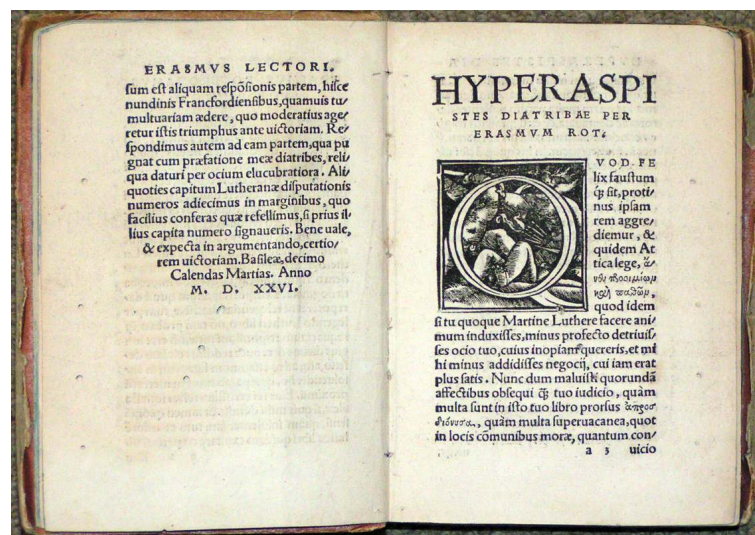 ERASMVS LECTORI.
sum est aliquam respōsionis partem, hisce
nundinis Francfordiensibus, quamuis tu/
multuariam ædere, quo moderatius age/
retur istis triumphus ante uictoriam. Re/
spondimus autem ad eam partem, qua pu
gnat cum præfatione meæ diatribes, reli/
qua daturi per ocium elucubratiora. Ali/
quoties capitum Lutheranæ disputationis
numeros adiecimus in marginibus, quo
facilius conferas quæ refellimus, si prius il/
lius capita numero signaueris. Bene uale,
& expecta in argumentando, certio/
rem uictoriam. Basileæ, decimo
Calendas Martias. Anno
M. D. XXVI.
HYPERASPI
STES DIATRIBAE PER
ERASMVM ROT.
QVOD FE
lix faustum
q̃ sit, proti/
nus ipsam
rem aggre/
diemur, &
quidem At
tica lege, ἄ/
νευ προοιμίωμ
καὶ παθῶμ,
quod idem
si tu quoque Martine Luthere facere ani/
mum induxisses, minus profecto detriuis/
ses ocio tuo, cuius inopiam quereris, et mi
hi minus addidisses negocij, cui iam erat
plus satis. Nunc dum maluisti quorundā
affectibus obsequi q̃ tuo iudicio, quàm
multa sunt in isto tuo libro prorsus ἀπροσ
διόνυσα, quàm multa superuacanea, quot
in locis cōmunibus moræ, quantum con/
a 3 uicio